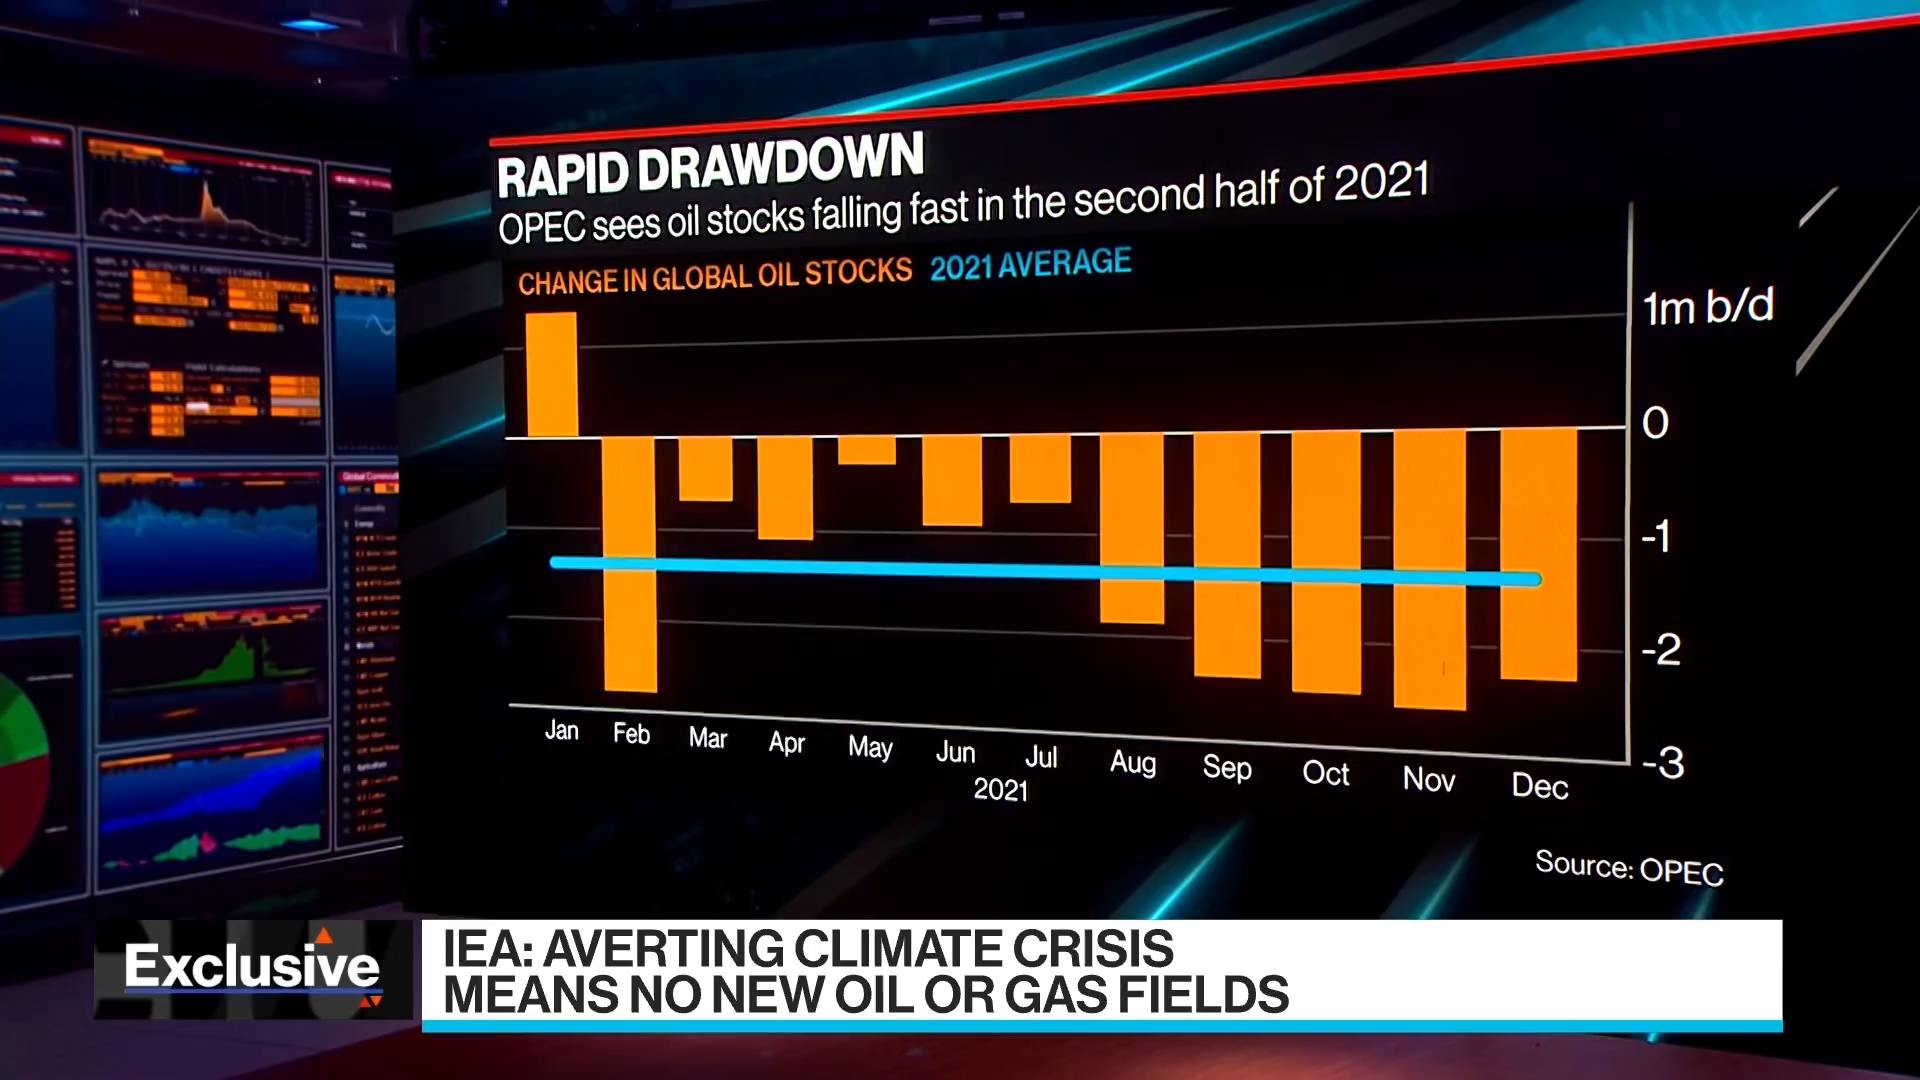 RAPID DRAWDOWN
OPEC sees oil stocks falling fast in the second half of 2021
CHANGE IN GLOBAL OIL STOCKS 2021 AVERAGE
1m b/d
0
-1
-2
-3
Jan Feb Mar Apr May Jun Jul Aug Sep Oct Nov Dec
2021
Source: OPEC
Exclusive
IEA: AVERTING CLIMATE CRISIS
MEANS NO NEW OIL OR GAS FIELDS